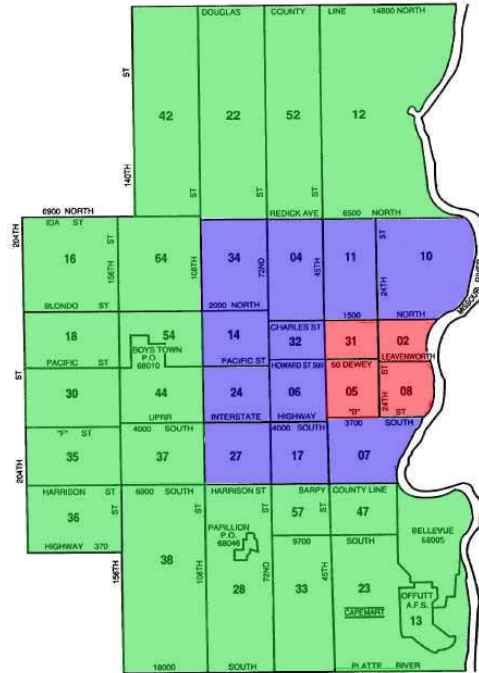 DOUGLAS COUNTY LINE 14800 NORTH
ST
42 22 52 12
140TH
ST ST ST
6900 NORTH REDICK AVE 6500 NORTH
204TH
IDA ST
16 156TH ST 64 108TH 34 72ND 04 45TH 11 24TH ST 10
MISSOURI RIVER
BLONDO ST 2000 NORTH 1500 NORTH
18 54 14 CHARLES ST 32 31 02
BOYS TOWN
P.O.
68010
PACIFIC ST PACIFIC ST HOWARD ST 500 50 DEWEY LEAVENWORTH
30 44 24 06 05 24TH ST 08
UPRR INTERSTATE HIGHWAY "B" ST
"F" ST 4000 SOUTH 4000 SOUTH 3700 SOUTH
204TH ST
35 37 27 17 07
HARRISON ST 6900 SOUTH HARRISON ST SARPY COUNTY LINE
36 57 ST 47
HIGHWAY 370
156TH
38
108TH ST
PAPILLION
P.O.
68046
72ND ST
28
9700 SOUTH
45TH
33 23
CAPEMART
BELLEVUE
68005
OFFUTT
A.F.S.
13
18000 SOUTH PLATTE RIVER